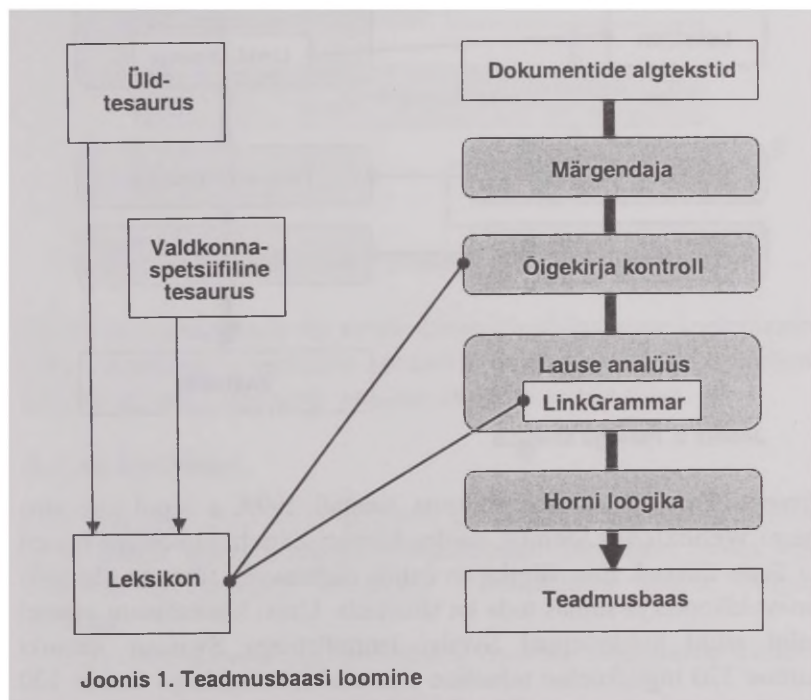 Üld-
tesaurus
Valdkonna-
spetsiifiline
tesaurus
Leksikon
Dokumentide algtekstid
Märgendaja
Õigekirja kontroll
Lause analüüs
LinkGrammar
Horni loogika
Teadmusbaas
Joonis 1. Teadmusbaasi loomine